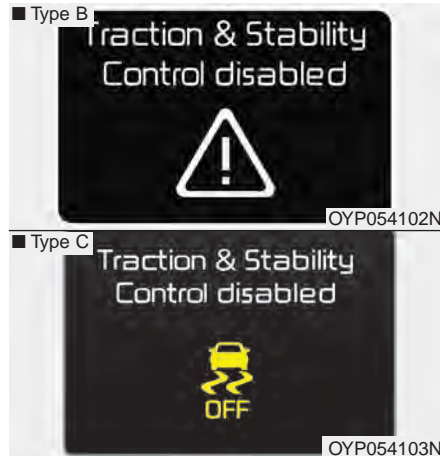 ■ Type B
Traction & Stability
Control disabled
!
OYP054102N
■ Type C
Traction & Stability
Control disabled
OFF
OYP054103N